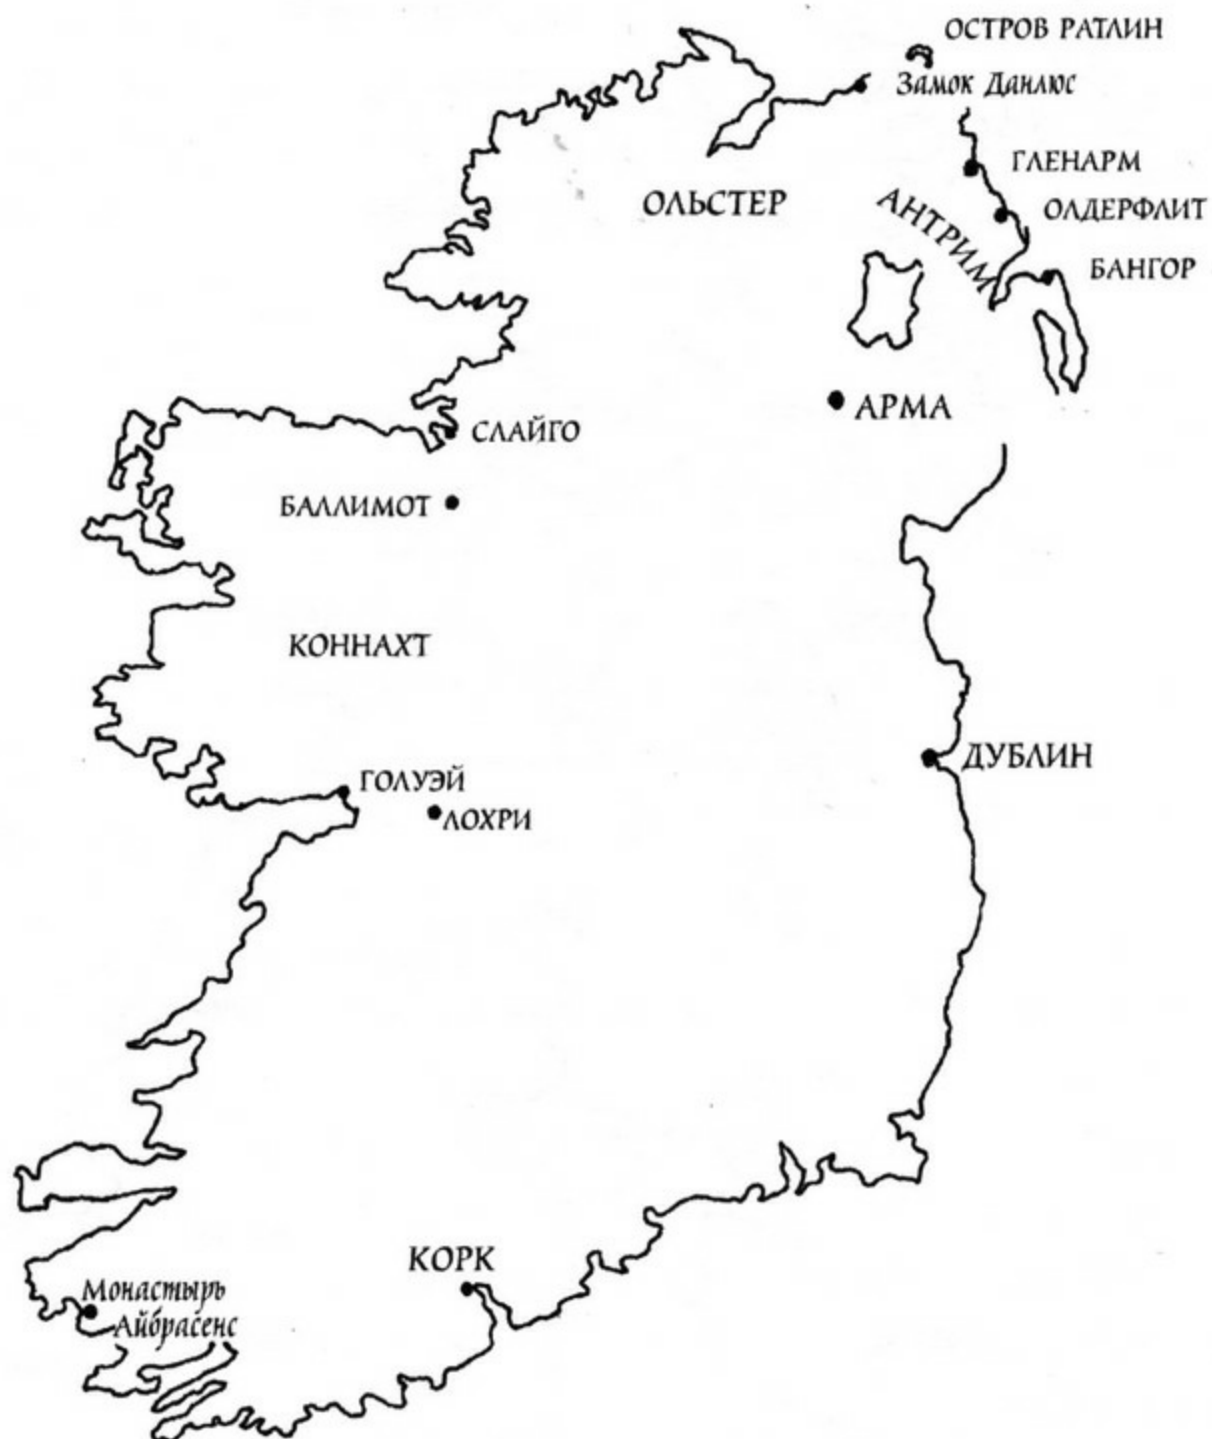 ОСТРОВ РАТЛИН
Замок Данлюс
ГЛЕНАРМ
ОЛЬСТЕР
АНТРИМ
ОЛДЕРФЛИТ
БАНГОР
АРМА
СЛАЙГО
БАЛЛИМОТ
КОННАХТ
ДУБЛИН
ГОЛУЭЙ
ЛОХРИ
КОРК
Монастырь
Айбрасенс